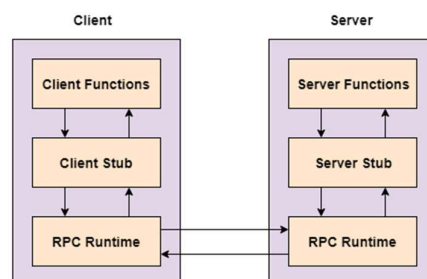 Client
Server
Client Functions
Server Functions
Client Stub
Server Stub
RPC Runtime
RPC Runtime